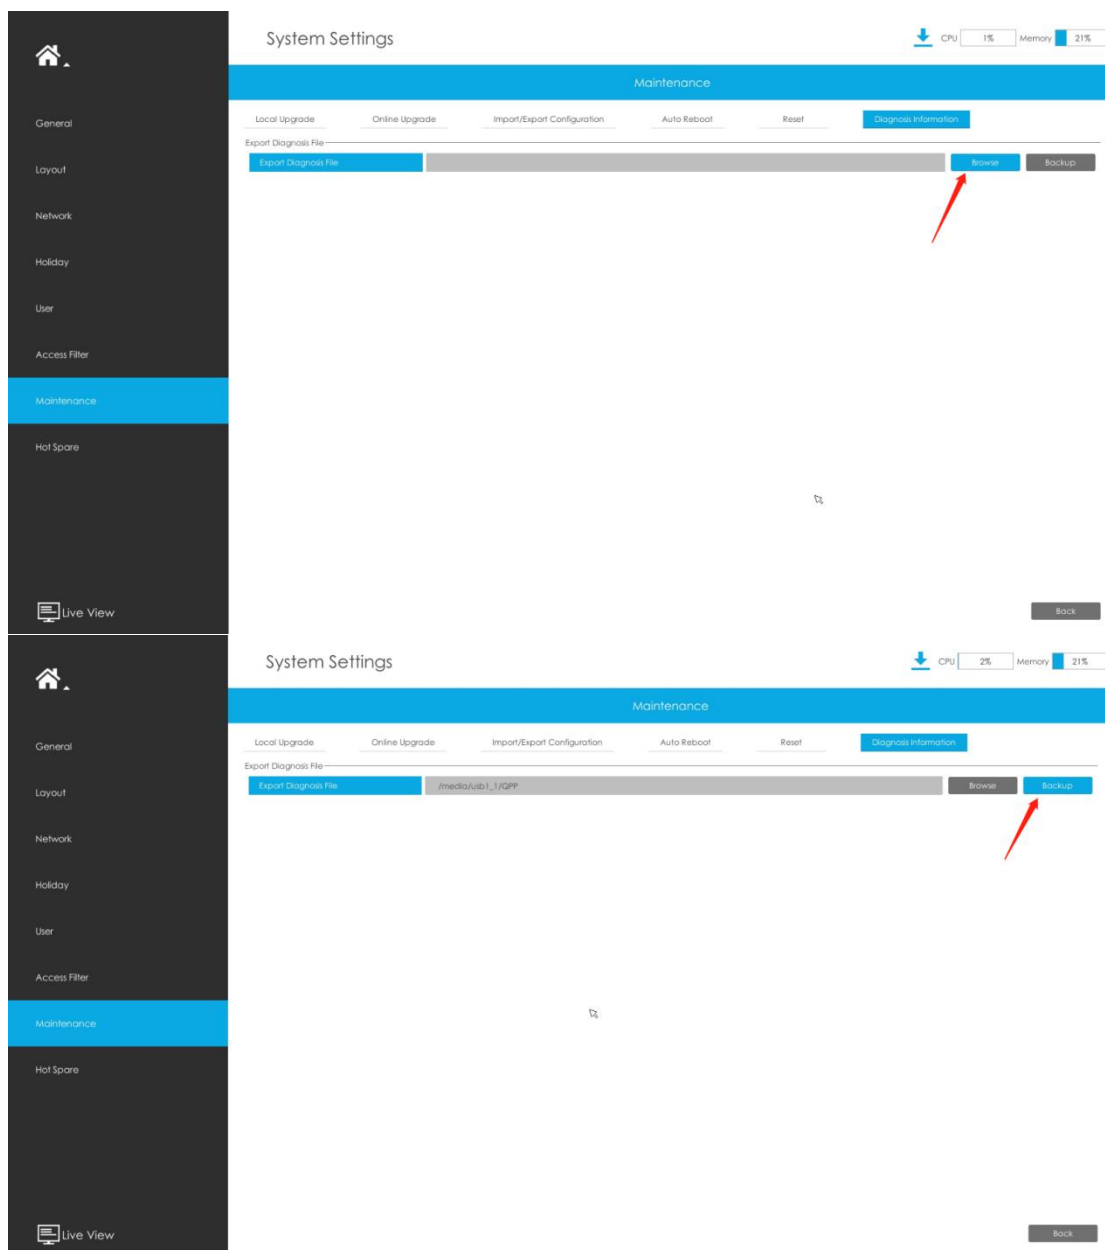 System Settings
CPU 1% Memory 21%
Maintenance
General
Local Upgrade Online Upgrade Import/Export Configuration Auto Reboot Reset Diagnosis Information
Export Diagnosis File
Export Diagnosis File Browse Backup
Layout
Network
Holiday
User
Access Filter
Maintenance
Hot Spare
Live View
Back
System Settings
CPU 2% Memory 21%
Maintenance
General
Local Upgrade Online Upgrade Import/Export Configuration Auto Reboot Reset Diagnosis Information
Export Diagnosis File
Export Diagnosis File /media/usb1_1/QPP Browse Backup
Layout
Network
Holiday
User
Access Filter
Maintenance
Hot Spare
Live View
Back